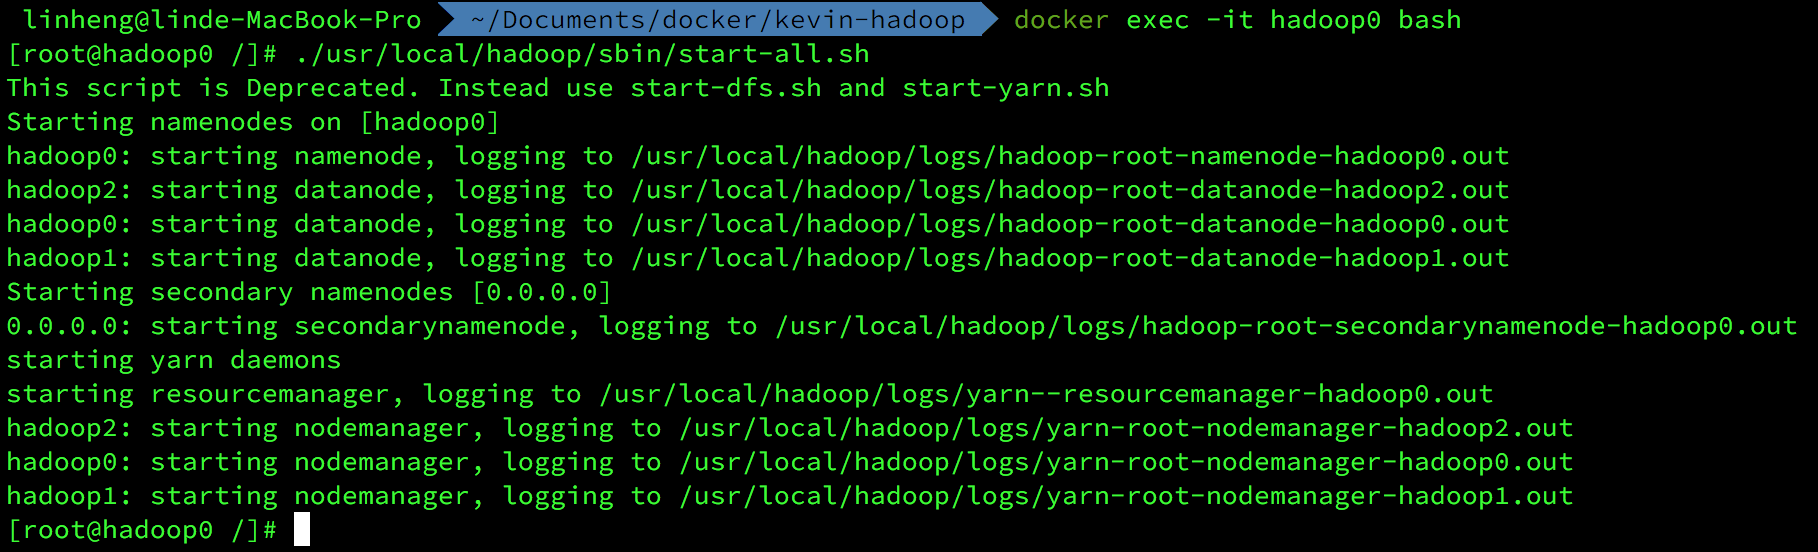 linheng@linde-MacBook-Pro ~/Documents/docker/kevin-hadoop docker exec -it hadoop0 bash
[root@hadoop0 /]# ./usr/local/hadoop/sbin/start-all.sh
This script is Deprecated. Instead use start-dfs.sh and start-yarn.sh
Starting namenodes on [hadoop0]
hadoop0: starting namenode, logging to /usr/local/hadoop/logs/hadoop-root-namenode-hadoop0.out
hadoop2: starting datanode, logging to /usr/local/hadoop/logs/hadoop-root-datanode-hadoop2.out
hadoop0: starting datanode, logging to /usr/local/hadoop/logs/hadoop-root-datanode-hadoop0.out
hadoop1: starting datanode, logging to /usr/local/hadoop/logs/hadoop-root-datanode-hadoop1.out
Starting secondary namenodes [0.0.0.0]
0.0.0.0: starting secondarynamenode, logging to /usr/local/hadoop/logs/hadoop-root-secondarynamenode-hadoop0.out
starting yarn daemons
starting resourcemanager, logging to /usr/local/hadoop/logs/yarn--resourcemanager-hadoop0.out
hadoop2: starting nodemanager, logging to /usr/local/hadoop/logs/yarn-root-nodemanager-hadoop2.out
hadoop0: starting nodemanager, logging to /usr/local/hadoop/logs/yarn-root-nodemanager-hadoop0.out
hadoop1: starting nodemanager, logging to /usr/local/hadoop/logs/yarn-root-nodemanager-hadoop1.out
[root@hadoop0 /]#